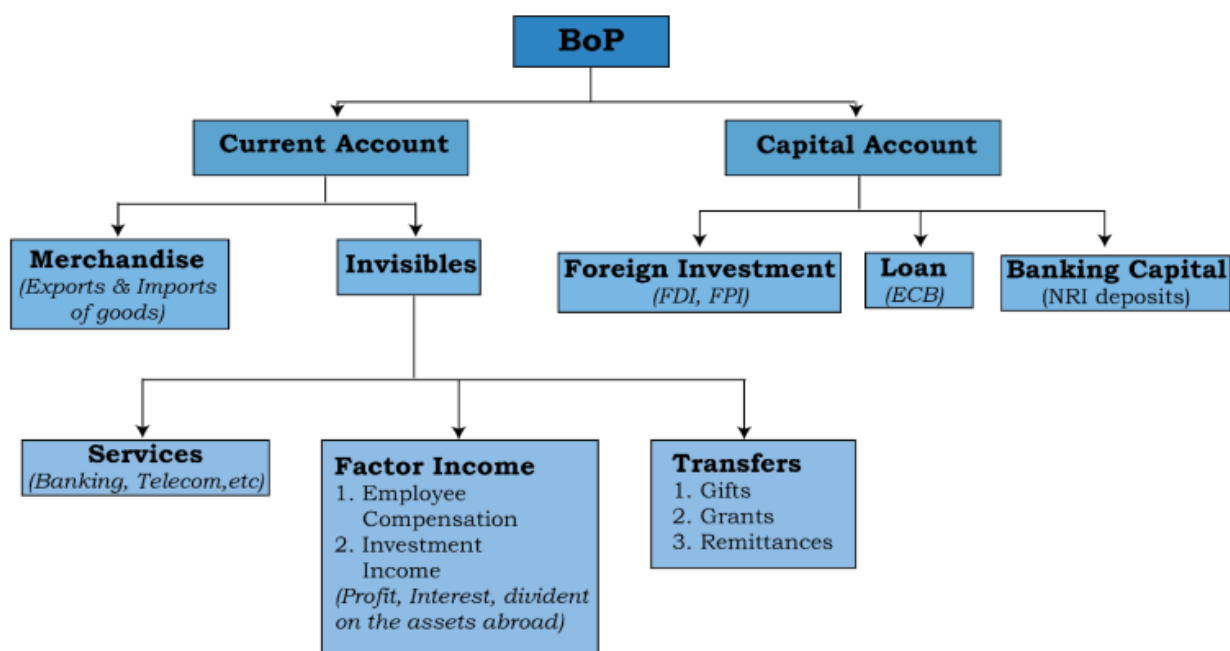 BoP
Current Account
Capital Account
Merchandise
(Exports & Imports
of goods)
Invisibles
Foreign Investment
(FDI, FPI)
Loan
(ECB)
Banking Capital
(NRI deposits)
Services
(Banking, Telecom,etc)
Factor Income
1. Employee
Compensation
2. Investment
Income
(Profit, Interest, divident
on the assets abroad)
Transfers
1. Gifts
2. Grants
3. Remittances